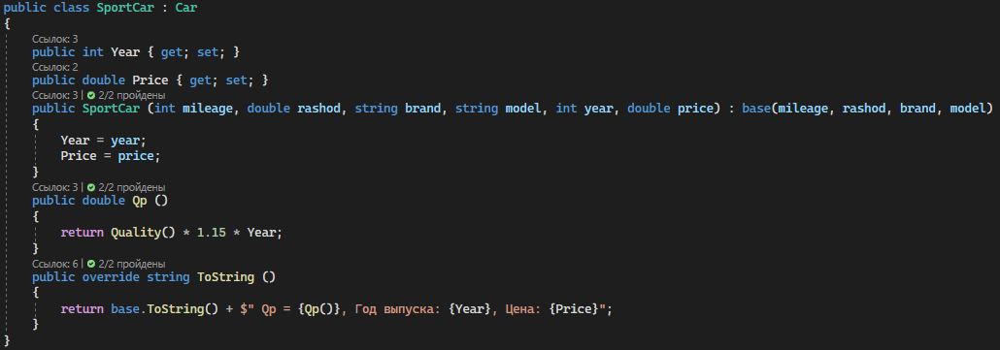 public class SportCar : Car
{
Ссылок: 3
public int Year { get; set; }
Ссылок: 2
public double Price { get; set; }
Ссылок: 3 | 2/2 пройдены
public SportCar (int mileage, double rashod, string brand, string model, int year, double price) : base(mileage, rashod, brand, model)
{
Year = year;
Price = price;
}
Ссылок: 3 | 2/2 пройдены
public double Qp ()
{
return Quality() * 1.15 * Year;
}
Ссылок: 6 | 2/2 пройдены
public override string ToString ()
{
return base.ToString() + $" Qp = {Qp()}, Год выпуска: {Year}, Цена: {Price}";
}
}